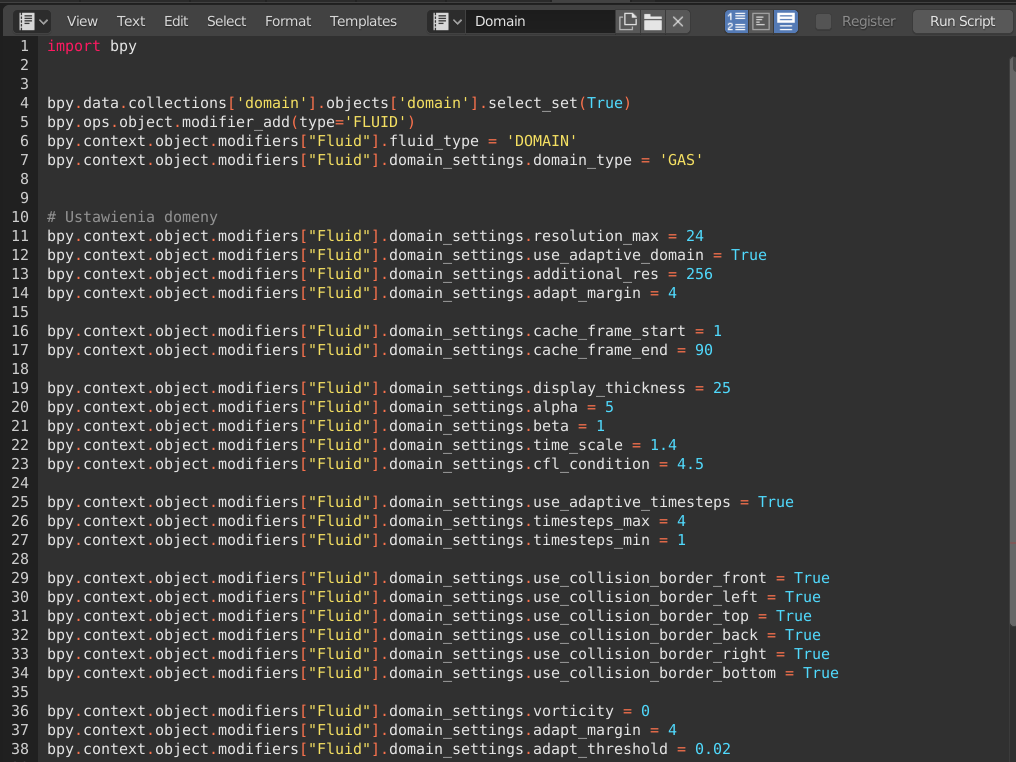 View Text Edit Select Format Templates Domain Register Run Script
1 import bpy
2
3
4 bpy.data.collections['domain'].objects['domain'].select_set(True)
5 bpy.ops.object.modifier_add(type='FLUID')
6 bpy.context.object.modifiers["Fluid"].fluid_type = 'DOMAIN'
7 bpy.context.object.modifiers["Fluid"].domain_settings.domain_type = 'GAS'
8
9
10 # Ustawienia domeny
11 bpy.context.object.modifiers["Fluid"].domain_settings.resolution_max = 24
12 bpy.context.object.modifiers["Fluid"].domain_settings.use_adaptive_domain = True
13 bpy.context.object.modifiers["Fluid"].domain_settings.additional_res = 256
14 bpy.context.object.modifiers["Fluid"].domain_settings.adapt_margin = 4
15
16 bpy.context.object.modifiers["Fluid"].domain_settings.cache_frame_start = 1
17 bpy.context.object.modifiers["Fluid"].domain_settings.cache_frame_end = 90
18
19 bpy.context.object.modifiers["Fluid"].domain_settings.display_thickness = 25
20 bpy.context.object.modifiers["Fluid"].domain_settings.alpha = 5
21 bpy.context.object.modifiers["Fluid"].domain_settings.beta = 1
22 bpy.context.object.modifiers["Fluid"].domain_settings.time_scale = 1.4
23 bpy.context.object.modifiers["Fluid"].domain_settings.cfl_condition = 4.5
24
25 bpy.context.object.modifiers["Fluid"].domain_settings.use_adaptive_timesteps = True
26 bpy.context.object.modifiers["Fluid"].domain_settings.timesteps_max = 4
27 bpy.context.object.modifiers["Fluid"].domain_settings.timesteps_min = 1
28
29 bpy.context.object.modifiers["Fluid"].domain_settings.use_collision_border_front = True
30 bpy.context.object.modifiers["Fluid"].domain_settings.use_collision_border_left = True
31 bpy.context.object.modifiers["Fluid"].domain_settings.use_collision_border_top = True
32 bpy.context.object.modifiers["Fluid"].domain_settings.use_collision_border_back = True
33 bpy.context.object.modifiers["Fluid"].domain_settings.use_collision_border_right = True
34 bpy.context.object.modifiers["Fluid"].domain_settings.use_collision_border_bottom = True
35
36 bpy.context.object.modifiers["Fluid"].domain_settings.vorticity = 0
37 bpy.context.object.modifiers["Fluid"].domain_settings.adapt_margin = 4
38 bpy.context.object.modifiers["Fluid"].domain_settings.adapt_threshold = 0.02